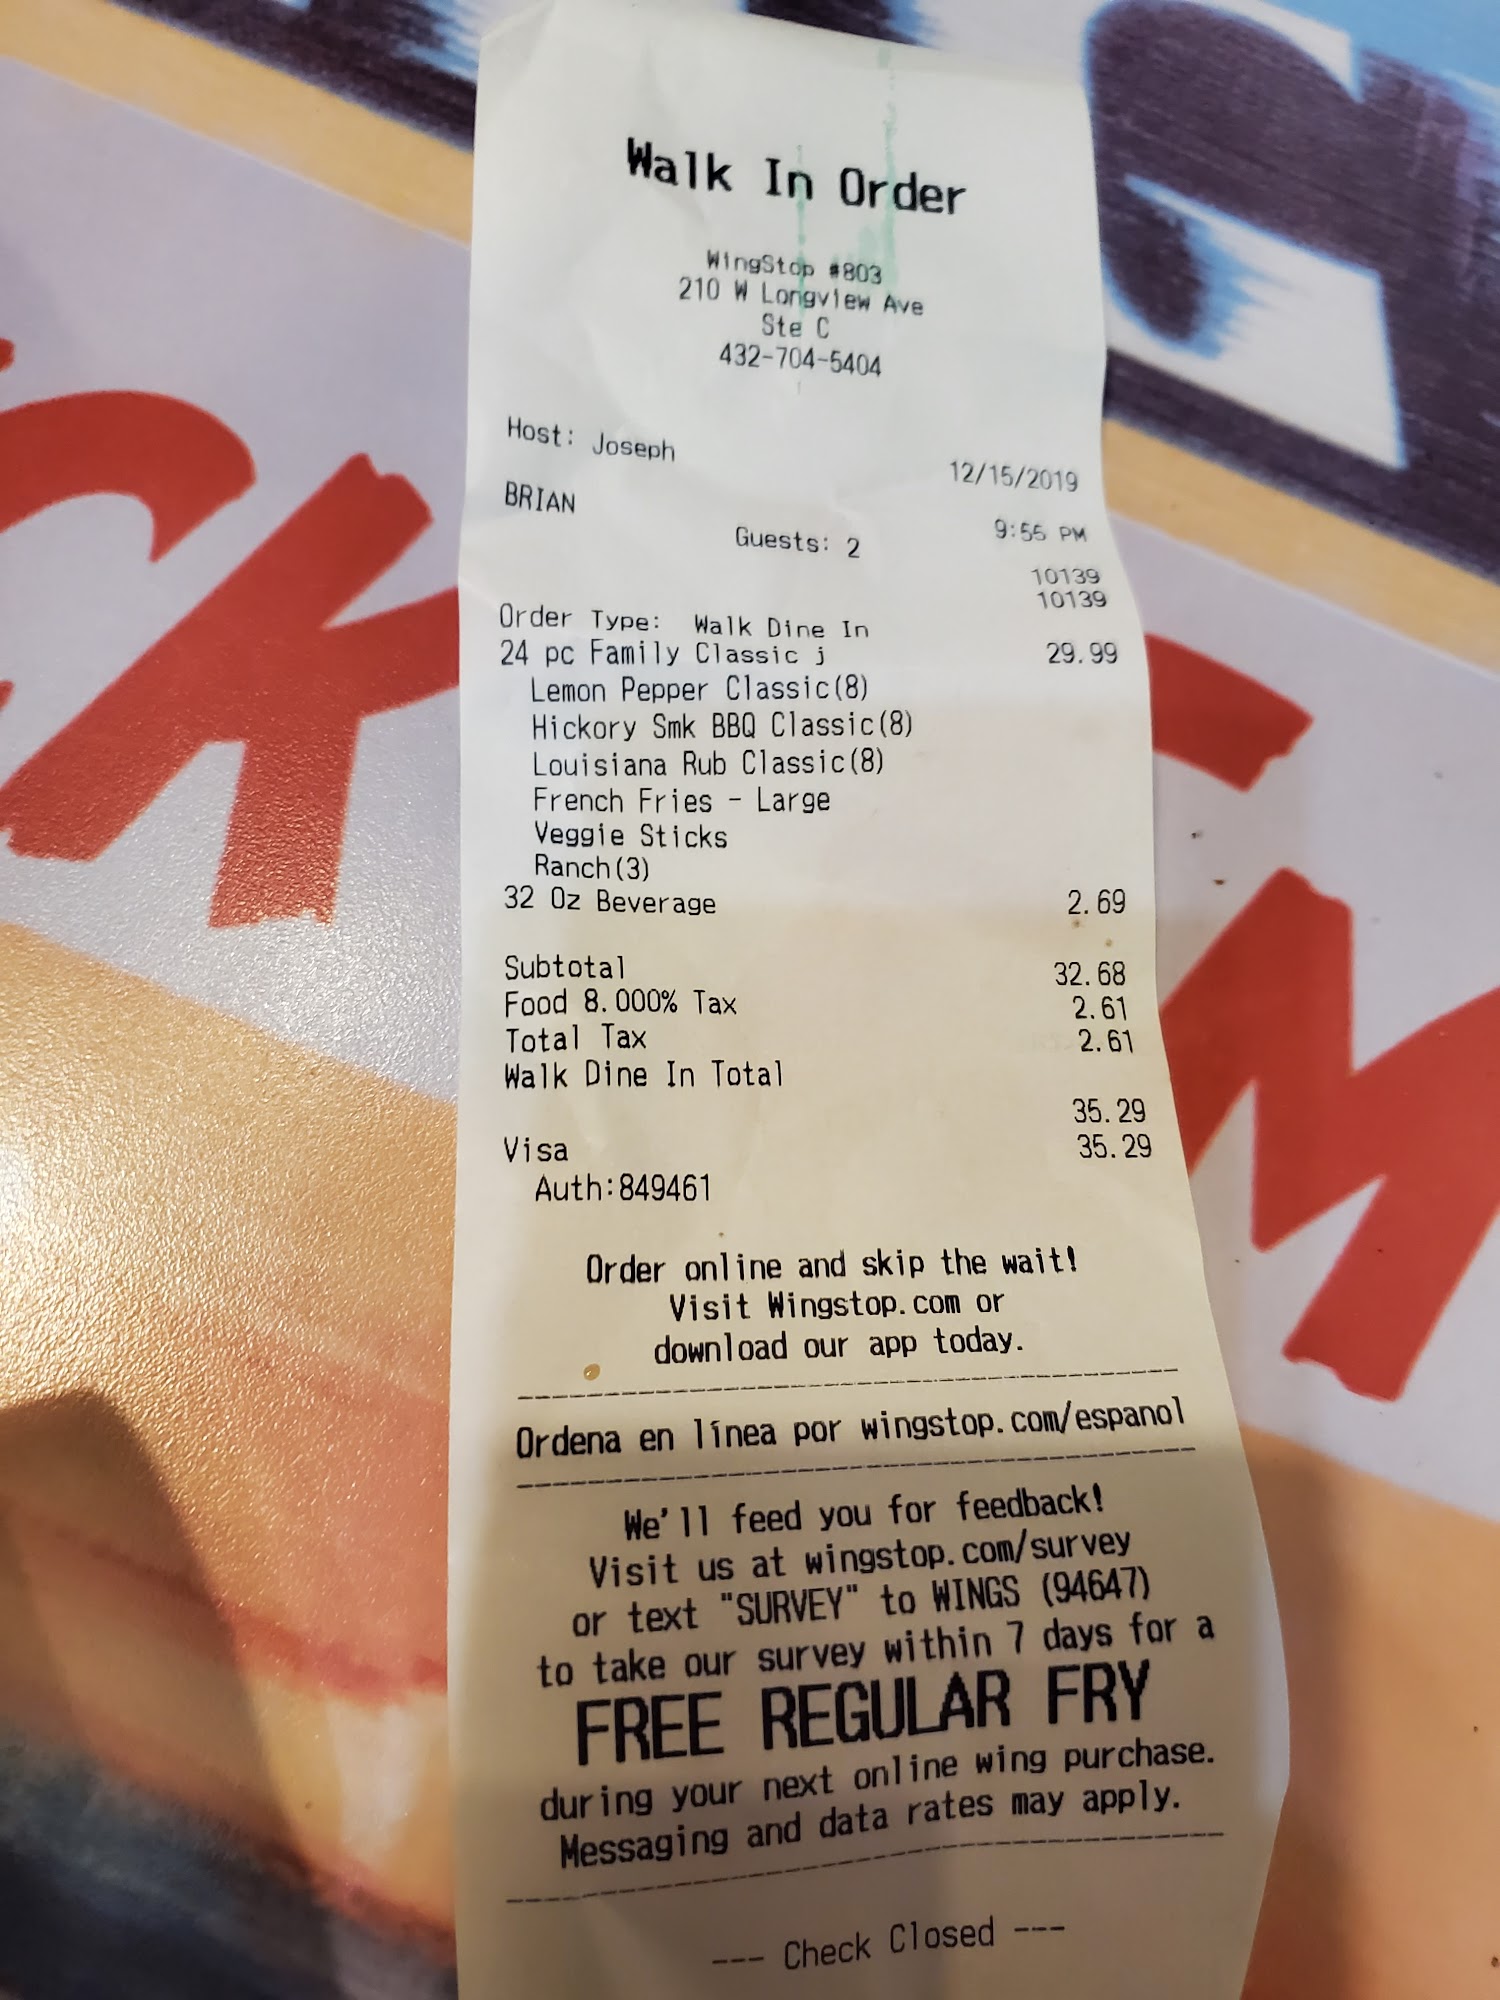 Walk In Order
WingStop #803
210 W Longview Ave
Ste C
432-704-5404
Host: Joseph 12/15/2019
BRIAN 9:55 PM
Guests: 2
10139
10139
Order Type: Walk Dine In
24 pc Family Classic j 29.99
Lemon Pepper Classic(8)
Hickory Smk BBQ Classic(8)
Louisiana Rub Classic(8)
French Fries - Large
Veggie Sticks
Ranch(3)
32 Oz Beverage 2.69
Subtotal 32.68
Food 8.000% Tax 2.61
Total Tax 2.61
Walk Dine In Total
35.29
Visa 35.29
Auth:849461
Order online and skip the wait!
Visit Wingstop.com or
download our app today.
Ordena en línea por wingstop.com/espanol
We'll feed you for feedback!
Visit us at wingstop.com/survey
or text "SURVEY" to WINGS (94647)
to take our survey within 7 days for a
FREE REGULAR FRY
during your next online wing purchase.
Messaging and data rates may apply.
--- Check Closed ---